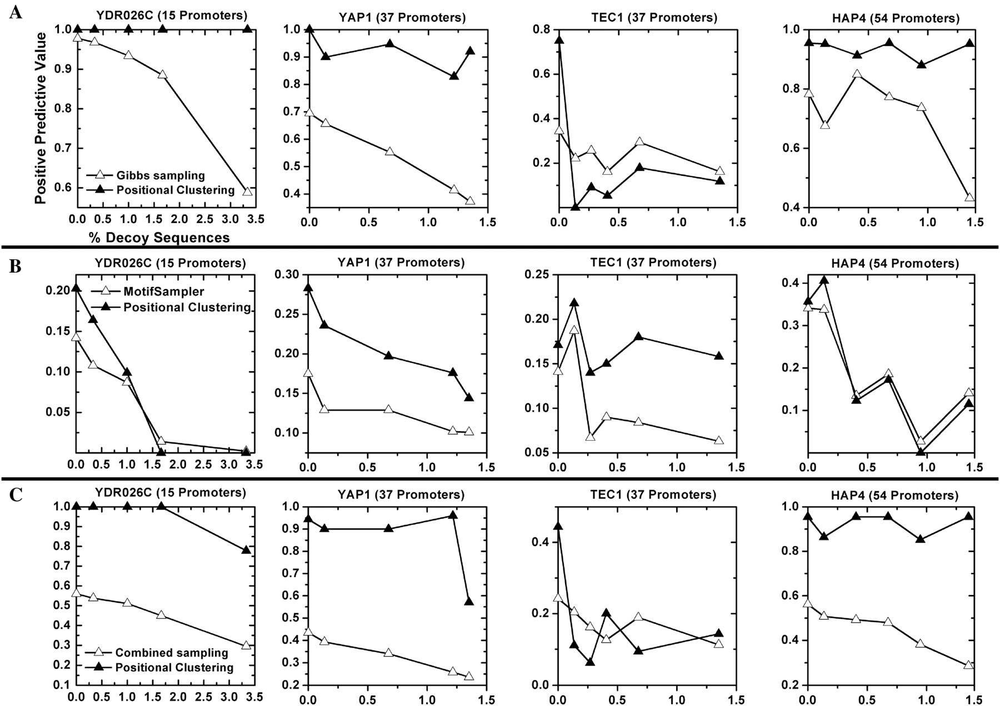 A
YDR026C (15 Promoters)
YAP1 (37 Promoters)
TEC1 (37 Promoters)
HAP4 (54 Promoters)
Positive Predictive Value
1.0
0.9
0.8
0.7
0.6
Gibbs sampling
Positional Clustering
0.0 0.5 1.0 1.5 2.0 2.5 3.0 3.5
% Decoy Sequences
1.0
0.9
0.8
0.7
0.6
0.5
0.4
0.0 0.5 1.0 1.5
0.8
0.6
0.4
0.2
0.0 0.5 1.0 1.5
1.0
0.8
0.6
0.4
0.0 0.5 1.0 1.5
B
YDR026C (15 Promoters)
YAP1 (37 Promoters)
TEC1 (37 Promoters)
HAP4 (54 Promoters)
0.20
0.15
0.10
0.05
MotifSampler
Positional Clustering
0.0 0.5 1.0 1.5 2.0 2.5 3.0 3.5
0.30
0.25
0.20
0.15
0.10
0.0 0.5 1.0 1.5
0.25
0.20
0.15
0.10
0.05
0.0 0.5 1.0 1.5
0.4
0.3
0.2
0.1
0.0 0.5 1.0 1.5
C
YDR026C (15 Promoters)
YAP1 (37 Promoters)
TEC1 (37 Promoters)
HAP4 (54 Promoters)
1.0
0.9
0.8
0.7
0.6
0.5
0.4
0.3
0.2
0.1
Combined sampling
Positional Clustering
0.0 0.5 1.0 1.5 2.0 2.5 3.0 3.5
1.0
0.9
0.8
0.7
0.6
0.5
0.4
0.3
0.2
0.0 0.5 1.0 1.5
0.4
0.2
0.0
0.0 0.5 1.0 1.5
1.0
0.8
0.6
0.4
0.2
0.0 0.5 1.0 1.5